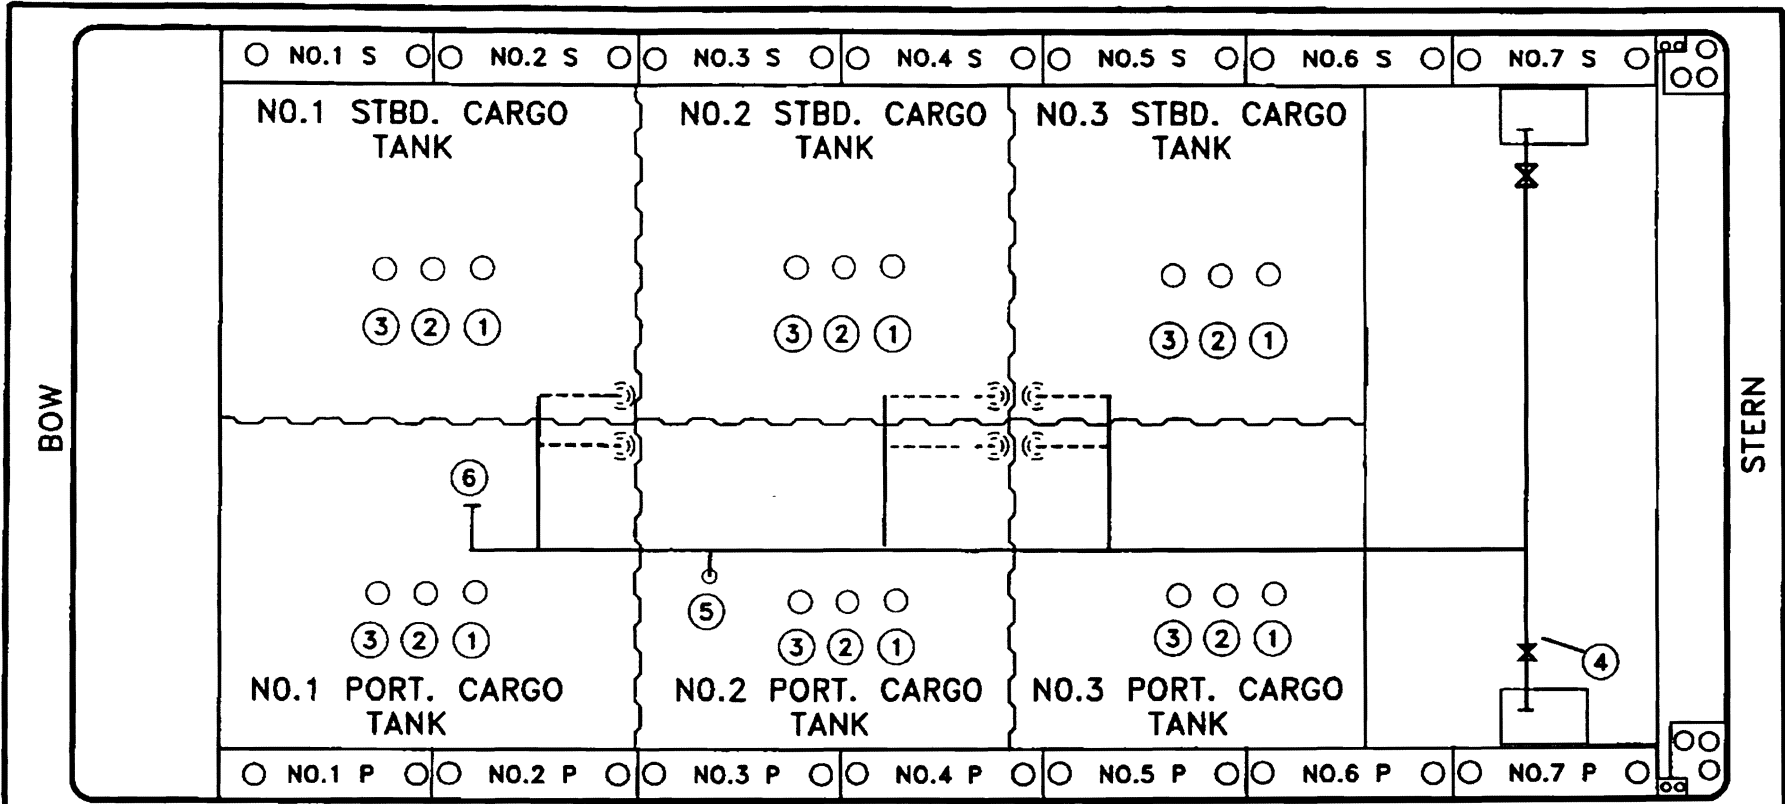 NO.1 S NO.2 S NO.3 S NO.4 S NO.5 S NO.6 S NO.7 S
NO.1 STBD. CARGO TANK
NO.2 STBD. CARGO TANK
NO.3 STBD. CARGO TANK
3 2 1
3 2 1
3 2 1
BOW
STERN
6
5
4
3 2 1
3 2 1
3 2 1
NO.1 PORT. CARGO TANK
NO.2 PORT. CARGO TANK
NO.3 PORT. CARGO TANK
NO.1 P NO.2 P NO.3 P NO.4 P NO.5 P NO.6 P NO.7 P